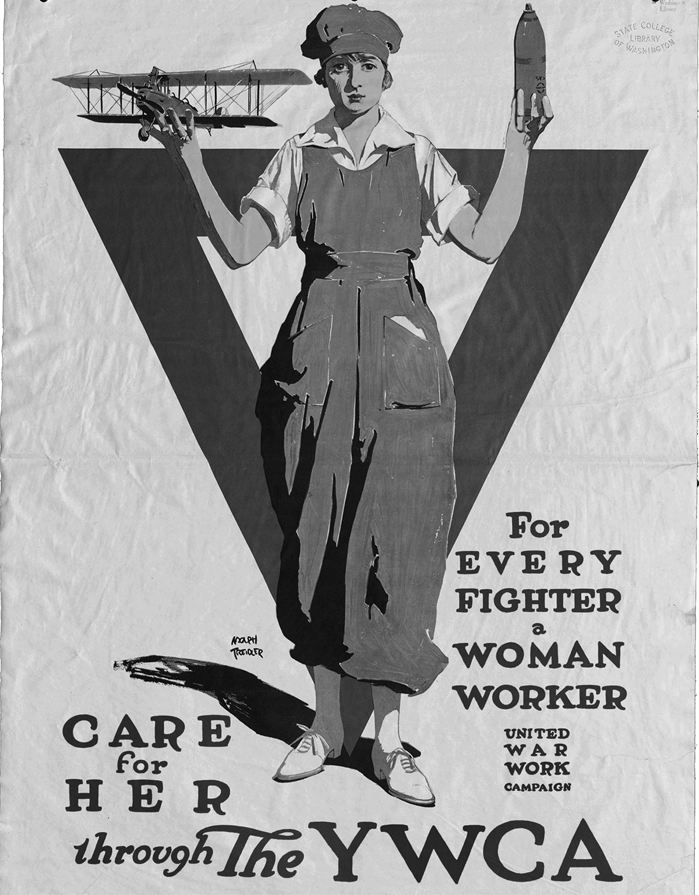 STATE COLLEGE
LIBRARY
OF WASHINGTON
ADOLPH
TREIDLER
For
EVERY
FIGHTER
a
WOMAN
WORKER
UNITED
WAR
WORK
CAMPAIGN
CARE
for
HER
through The YWCA